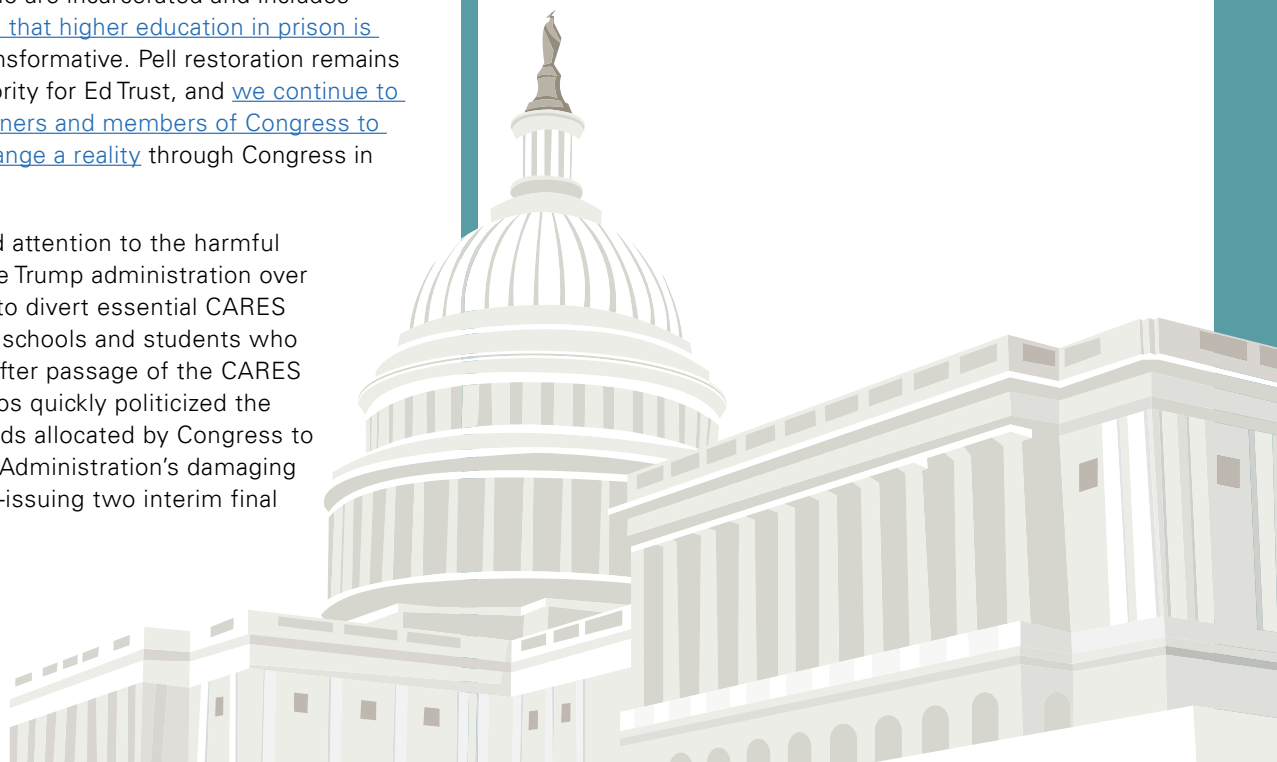 that higher education in prison is
nsformative. Pell restoration remains
ority for Ed Trust, and we continue to
ners and members of Congress to
ange a reality through Congress in
d attention to the harmful
e Trump administration over
to divert essential CARES
schools and students who
fter passage of the CARES
os quickly politicized the
ds allocated by Congress to
Administration’s damaging
-issuing two interim final